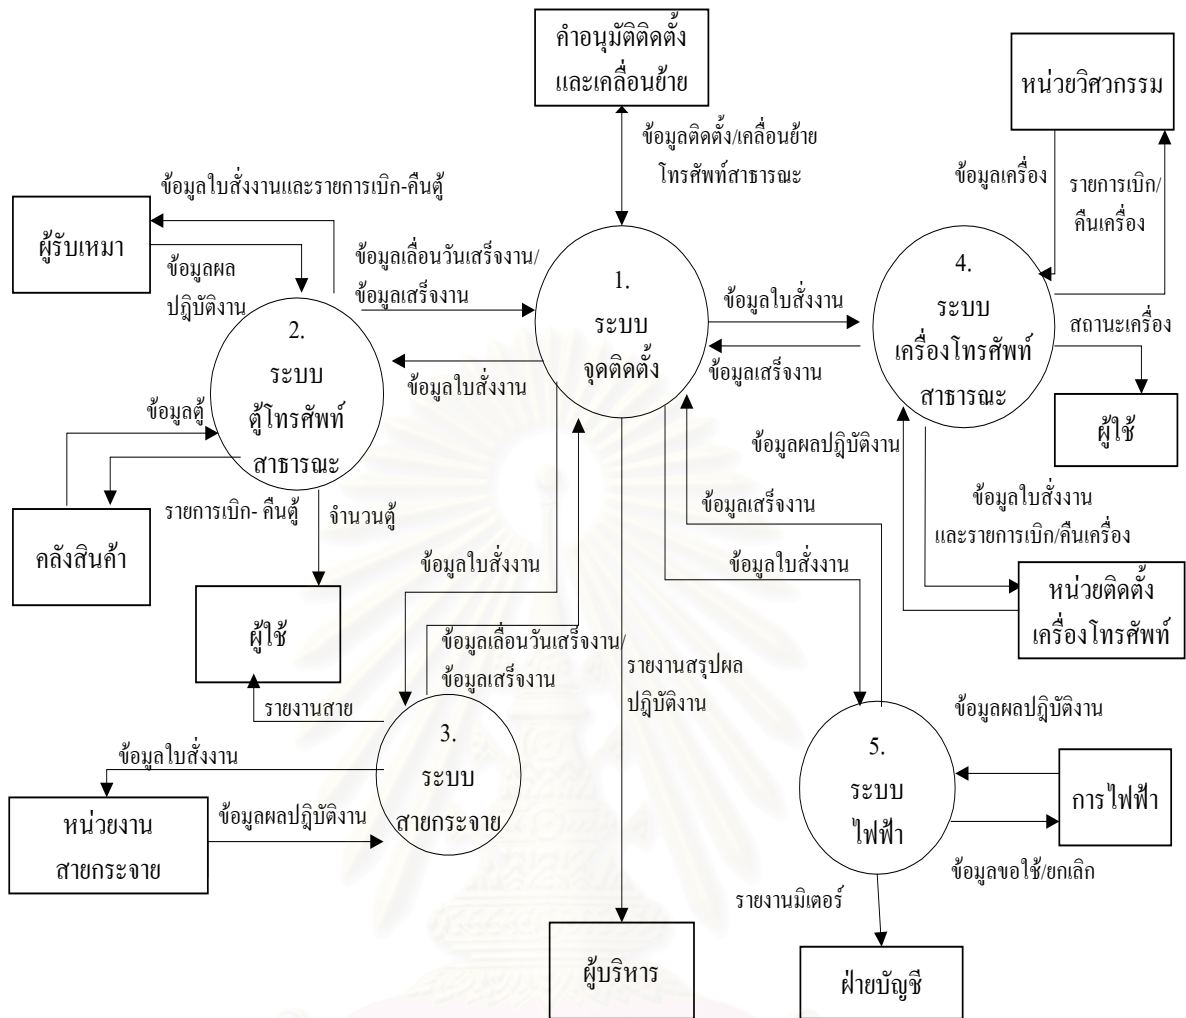 คำอนุมัติติดตั้ง
และเคลื่อนย้าย
หน่วยวิศวกรรม
ข้อมูลติดตั้ง/เคลื่อนย้าย
โทรศัพท์สาธารณะ
ข้อมูลเครื่อง
รายการเบิก/
คืนเครื่อง
ข้อมูลใบสั่งงานและรายการเบิก-คืนตู้
ผู้รับเหมา
ข้อมูลผล
ปฎิบัติงาน
ข้อมูลเลื่อนวันเสร็จงาน/
ข้อมูลเสร็จงาน
1.
ระบบ
จุดติดตั้ง
ข้อมูลใบสั่งงาน
ข้อมูลเสร็จงาน
4.
ระบบ
เครื่องโทรศัพท์
สาธารณะ
สถานะเครื่อง
ผู้ใช้
2.
ระบบ
ตู้โทรศัพท์
สาธารณะ
ข้อมูลใบสั่งงาน
ข้อมูลตู้
รายการเบิก- คืนตู้
คลังสินค้า
จำนวนตู้
ผู้ใช้
ข้อมูลผลปฎิบัติงาน
ข้อมูลใบสั่งงาน
และรายการเบิก/คืนเครื่อง
หน่วยติดตั้ง
เครื่องโทรศัพท์
ข้อมูลเสร็จงาน
ข้อมูลใบสั่งงาน
ข้อมูลใบสั่งงาน
ข้อมูลเลื่อนวันเสร็จงาน/
ข้อมูลเสร็จงาน
รายงานสรุปผล
ปฎิบัติงาน
รายงานสาย
3.
ระบบ
สายกระจาย
ข้อมูลใบสั่งงาน
หน่วยงาน
สายกระจาย
ข้อมูลผลปฎิบัติงาน
5.
ระบบ
ไฟฟ้า
ข้อมูลผลปฎิบัติงาน
การไฟฟ้า
ข้อมูลขอใช้/ยกเลิก
รายงานมิเตอร์
ผู้บริหาร
ฝ่ายบัญชี